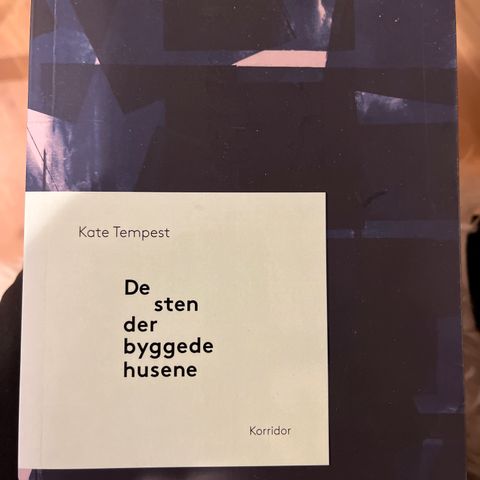 Kate Tempest
De
sten
der
byggede
husene
Korridor